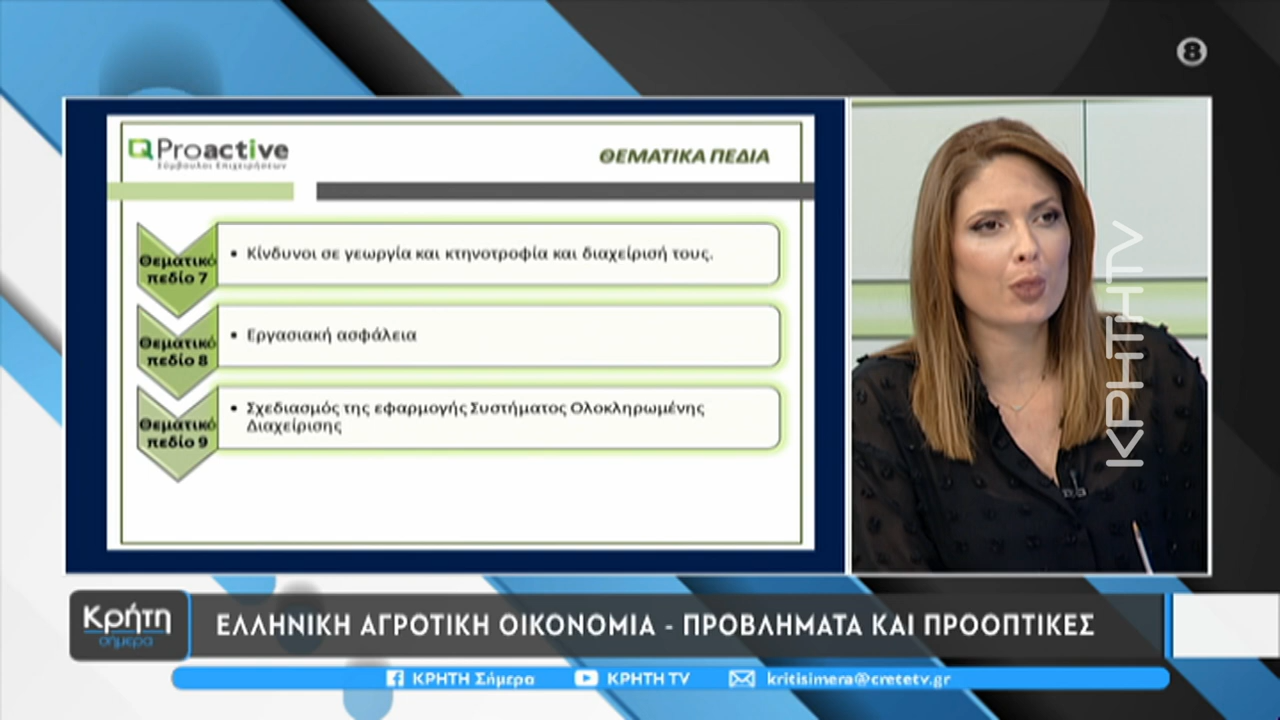 8
Proactive
Σύμβουλοι Επιχειρήσεων
ΘΕΜΑΤΙΚΑ ΠΕΔΙΑ
Θεματικό
πεδίο 7
• Κίνδυνοι σε γεωργία και κτηνοτροφία και διαχείρισή τους.
Θεματικό
πεδίο 8
• Εργασιακή ασφάλεια
Θεματικό
πεδίο 9
• Σχεδιασμός της εφαρμογής Συστήματος Ολοκληρωμένης
Διαχείρισης
ΚΡΗΤΗTV
Κρήτη
σήμερα
ΕΛΛΗΝΙΚΗ ΑΓΡΟΤΙΚΗ ΟΙΚΟΝΟΜΙΑ - ΠΡΟΒΛΗΜΑΤΑ ΚΑΙ ΠΡΟΟΠΤΙΚΕΣ
ΚΡΗΤΗ Σήμερα
ΚΡΗΤΗ TV
kritisimera@cretetv.gr